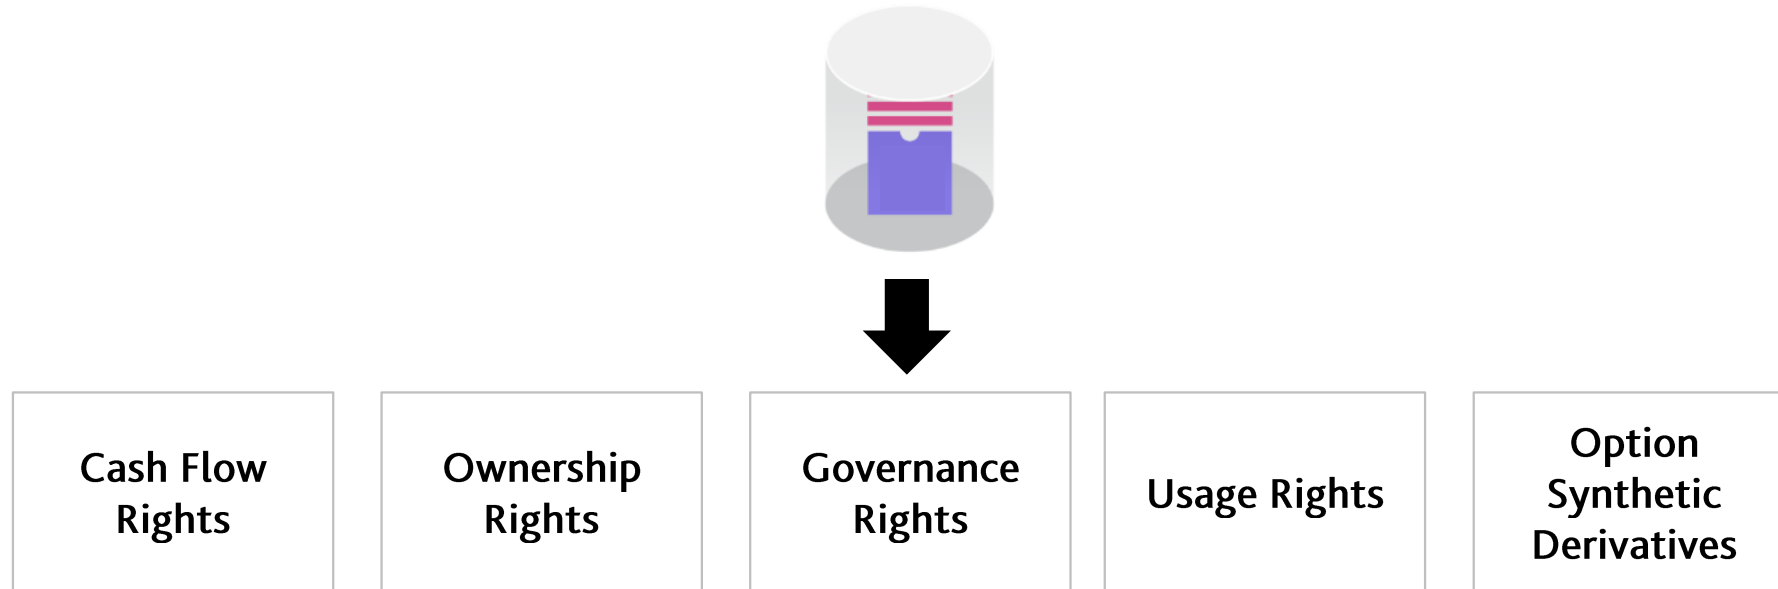 Cash Flow
Rights
Ownership
Rights
Governance
Rights
Usage Rights
Option
Synthetic
Derivatives